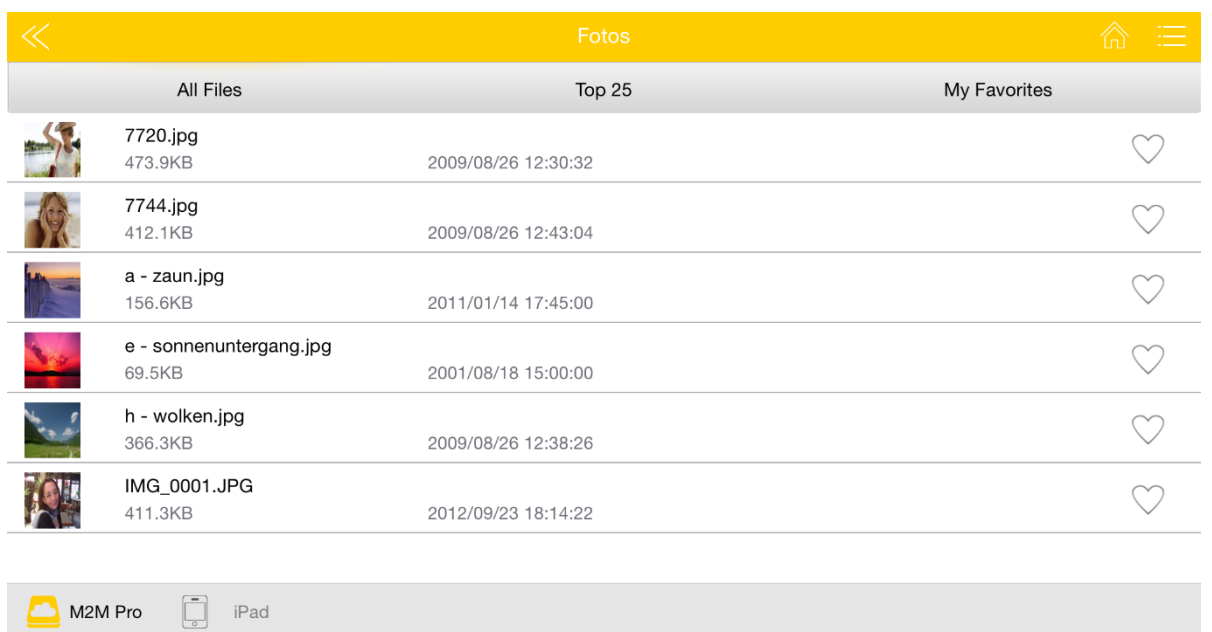 Fotos
All Files Top 25 My Favorites
7720.jpg
473.9KB 2009/08/26 12:30:32
7744.jpg
412.1KB 2009/08/26 12:43:04
a - zaun.jpg
156.6KB 2011/01/14 17:45:00
e - sonnenuntergang.jpg
69.5KB 2001/08/18 15:00:00
h - wolken.jpg
366.3KB 2009/08/26 12:38:26
IMG_0001.JPG
411.3KB 2012/09/23 18:14:22
M2M Pro iPad